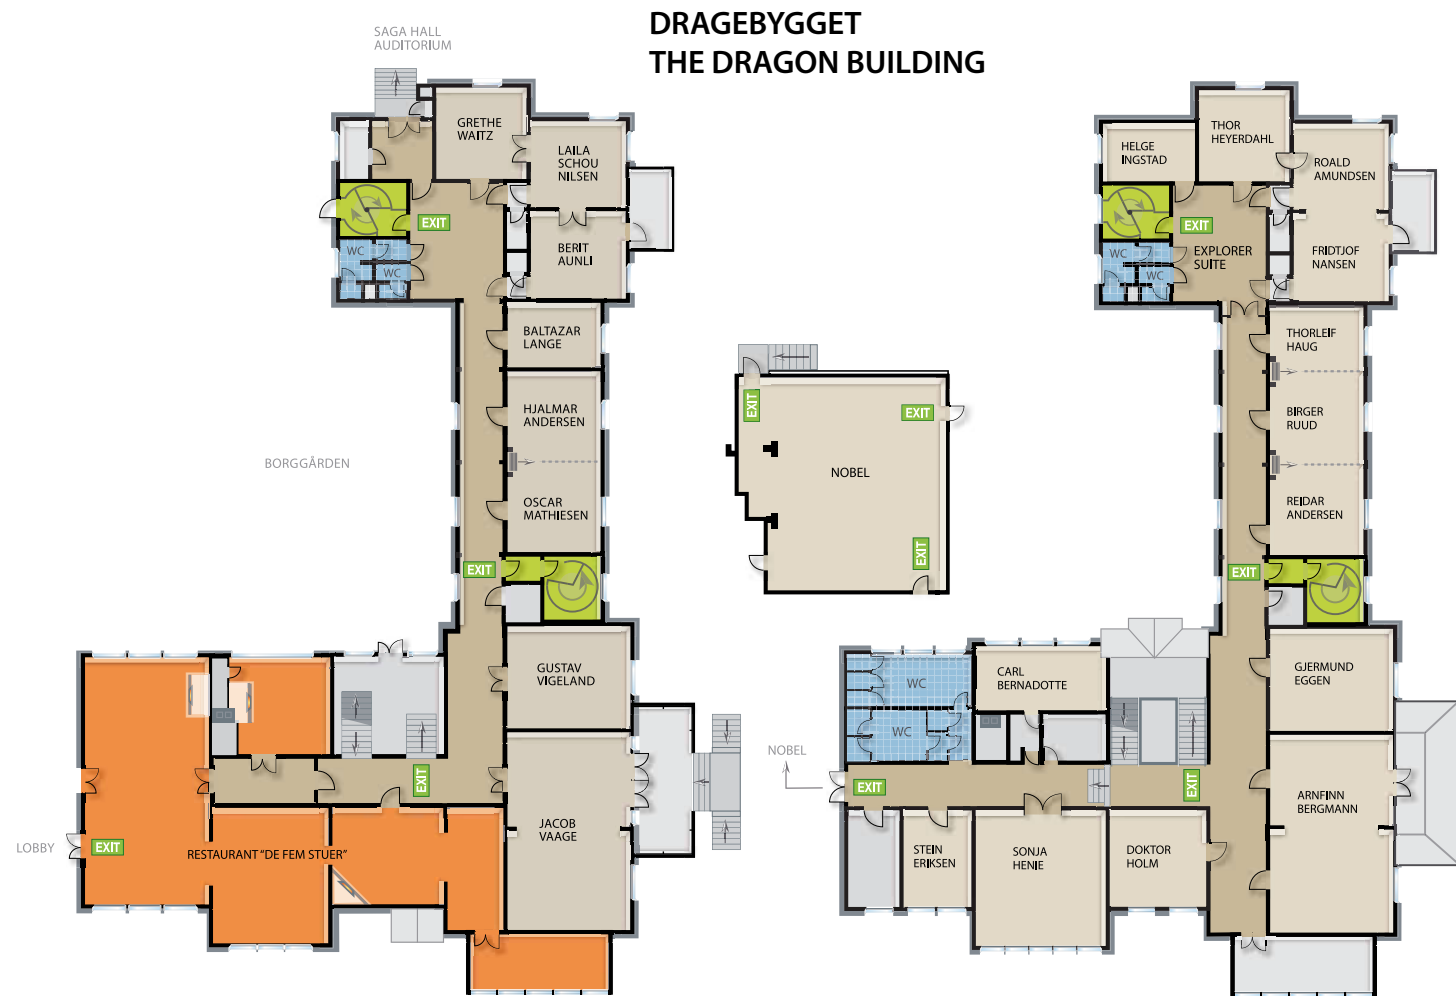 DRAGEBYGGET
THE DRAGON BUILDING
SAGA HALL
AUDITORIUM
GRETHE
WAITZ
LAILA
SCHOU
NILSEN
EXIT
BERIT
AUNLI
WC
WC
BALTAZAR
LANGE
HJALMAR
ANDERSEN
BORGGÅRDEN
OSCAR
MATHIESEN
EXIT
GUSTAV
VIGELAND
EXIT
JACOB
VAAGE
LOBBY
EXIT
RESTAURANT "DE FEM STUER"
EXIT
EXIT
NOBEL
EXIT
THOR
HEYERDAHL
HELGE
INGSTAD
ROALD
AMUNDSEN
EXIT
EXPLORER
SUITE
FRIDTJOF
NANSEN
WC
WC
THORLEIF
HAUG
BIRGER
RUUD
REIDAR
ANDERSEN
EXIT
GJERMUND
EGGEN
CARL
BERNADOTTE
WC
WC
NOBEL
EXIT
EXIT
ARNFINN
BERGMANN
STEIN
ERIKSEN
SONJA
HENIE
DOKTOR
HOLM